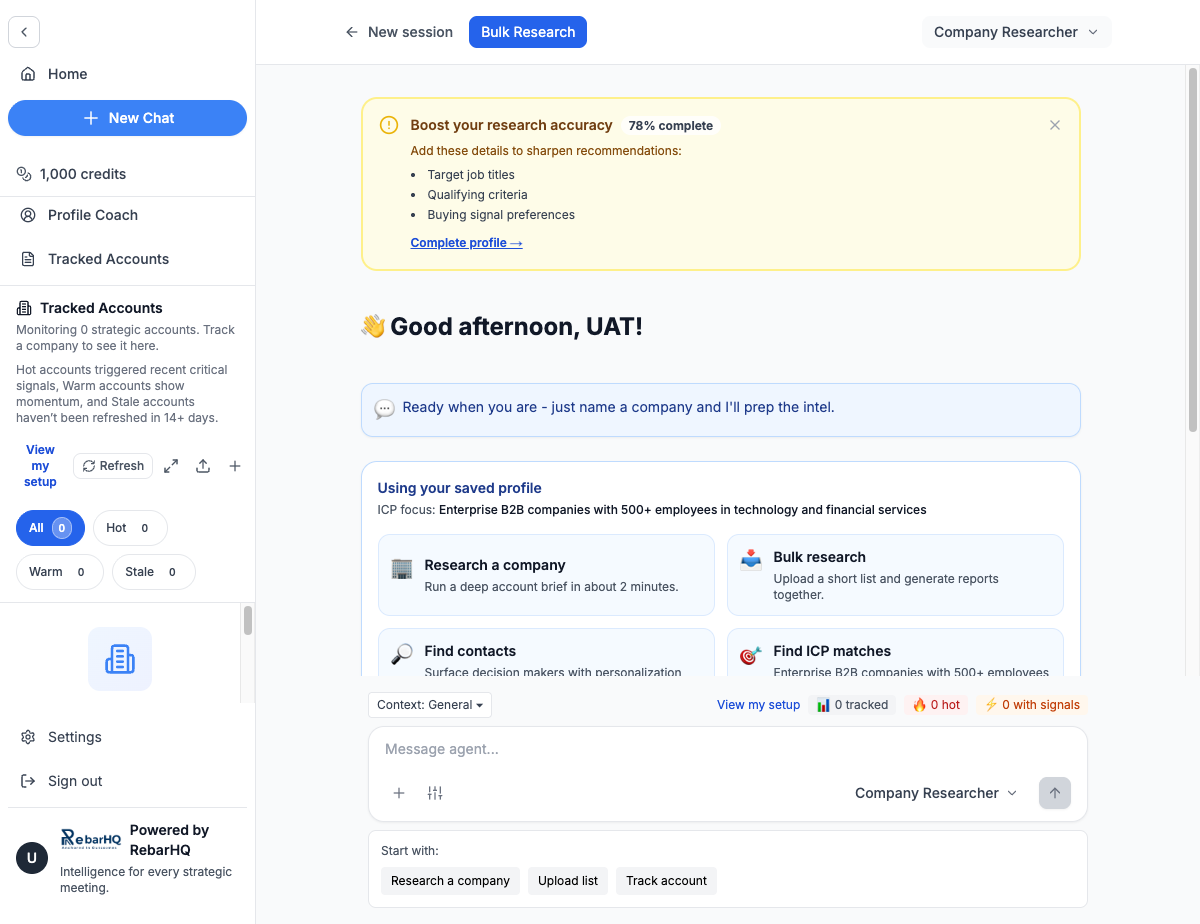 Home
New Chat
1,000 credits
Profile Coach
Tracked Accounts
Tracked Accounts
Monitoring 0 strategic accounts. Track
a company to see it here.
Hot accounts triggered recent critical
signals, Warm accounts show
momentum, and Stale accounts
haven't been refreshed in 14+ days.
View
my
setup
Refresh
All 0
Hot 0
Warm 0
Stale 0
Settings
Sign out
U
RebarHQ
Powered by
RebarHQ
Intelligence for every strategic
meeting.
← New session
Bulk Research
Company Researcher
Boost your research accuracy 78% complete
Add these details to sharpen recommendations:
• Target job titles
• Qualifying criteria
• Buying signal preferences
Complete profile →
👋 Good afternoon, UAT!
Ready when you are - just name a company and I'll prep the intel.
Using your saved profile
ICP focus: Enterprise B2B companies with 500+ employees in technology and financial services
Research a company
Run a deep account brief in about 2 minutes.
Bulk research
Upload a short list and generate reports
together.
Find contacts
Surface decision makers with personalization
Find ICP matches
Enterprise B2B companies with 500+ employees
Context: General
View my setup
0 tracked
0 hot
0 with signals
Message agent...
Company Researcher
Start with:
Research a company
Upload list
Track account